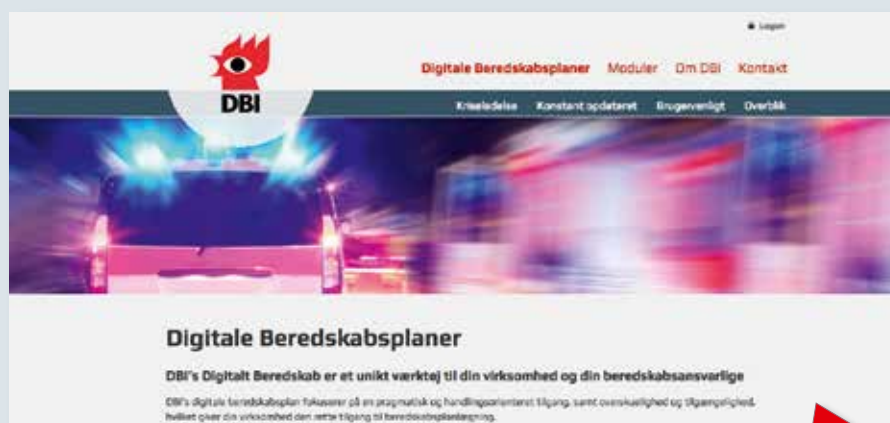 Logon
Digitale Beredskabsplaner Moduler Om DBI Kontakt
DBI
Kriseledelse Konstant opdateret Brugervenligt Overblik
Digitale Beredskabsplaner
DBI's Digitalt Beredskab er et unikt værktøj til din virksomhed og din beredskabsansvarlige
DBI's digitale beredskabsplan fokuserer på en pragmatisk og handlingsorienteret tilgang, samt overskuelighed og tilgængelighed,
hvilket giver din virksomhed den rette tilgang til beredskabsplanlægning.